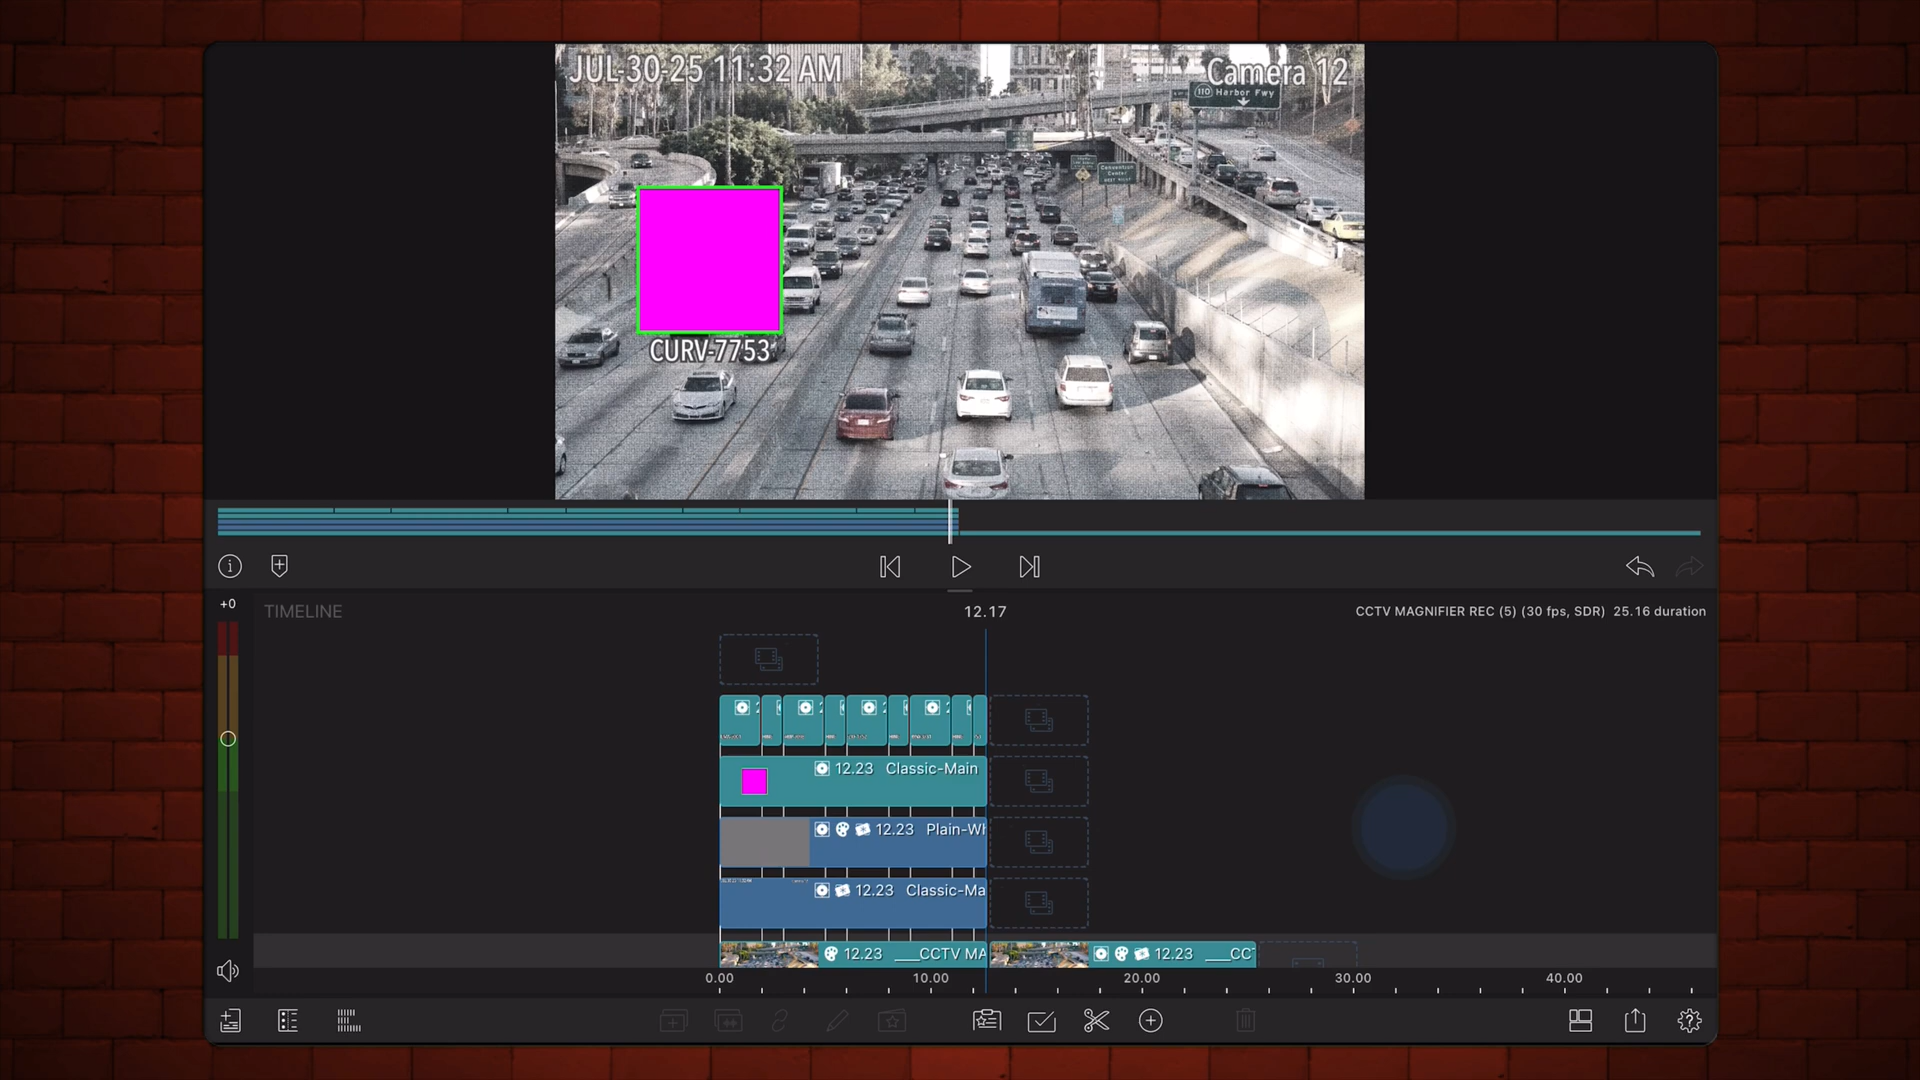 JUL-30-25 11:32 AM
Camera 12
110 Harbor Fwy
Convention
Center
CURV-7753
+0
TIMELINE
12.17
CCTV MAGNIFIER REC (5) (30 fps, SDR) 25.16 duration
12.23 Classic-Main
12.23 Plain-Wh
12.23 Classic-Ma
12.23 ___CCTV MA
12.23 ___CC
0.00
10.00
20.00
30.00
40.00